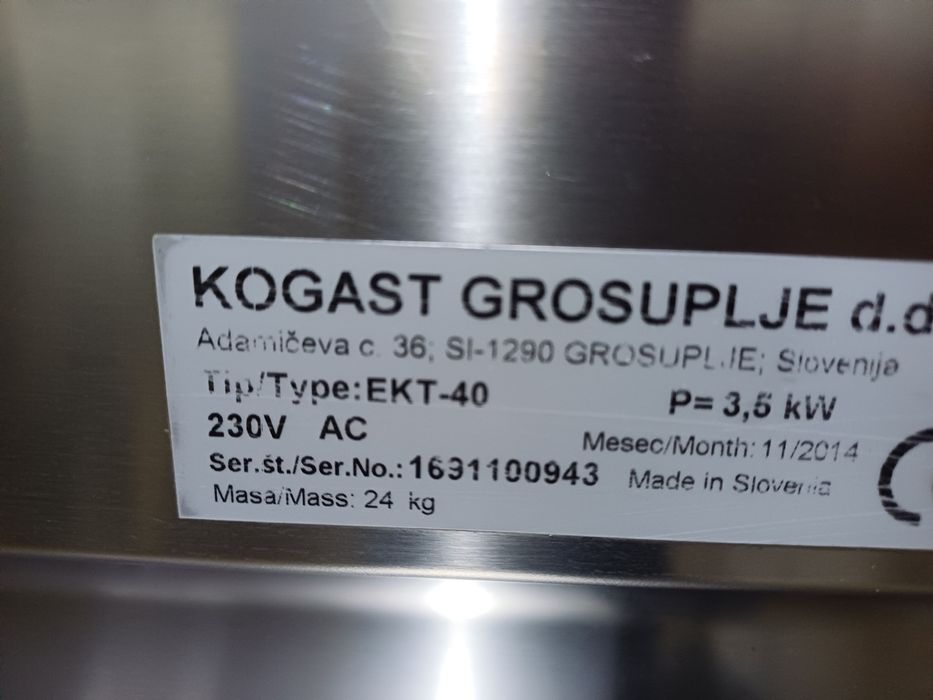 KOGAST GROSUPLJE d.d
Adamičeva c. 36; SI-1290 GROSUPLJE; Slovenija
Tip/Type: EKT-40 P= 3,5 kW
230V AC Mesec/Month: 11/2014
Ser.št./Ser.No.: 1691100943 Made in Slovenia
Masa/Mass: 24 kg